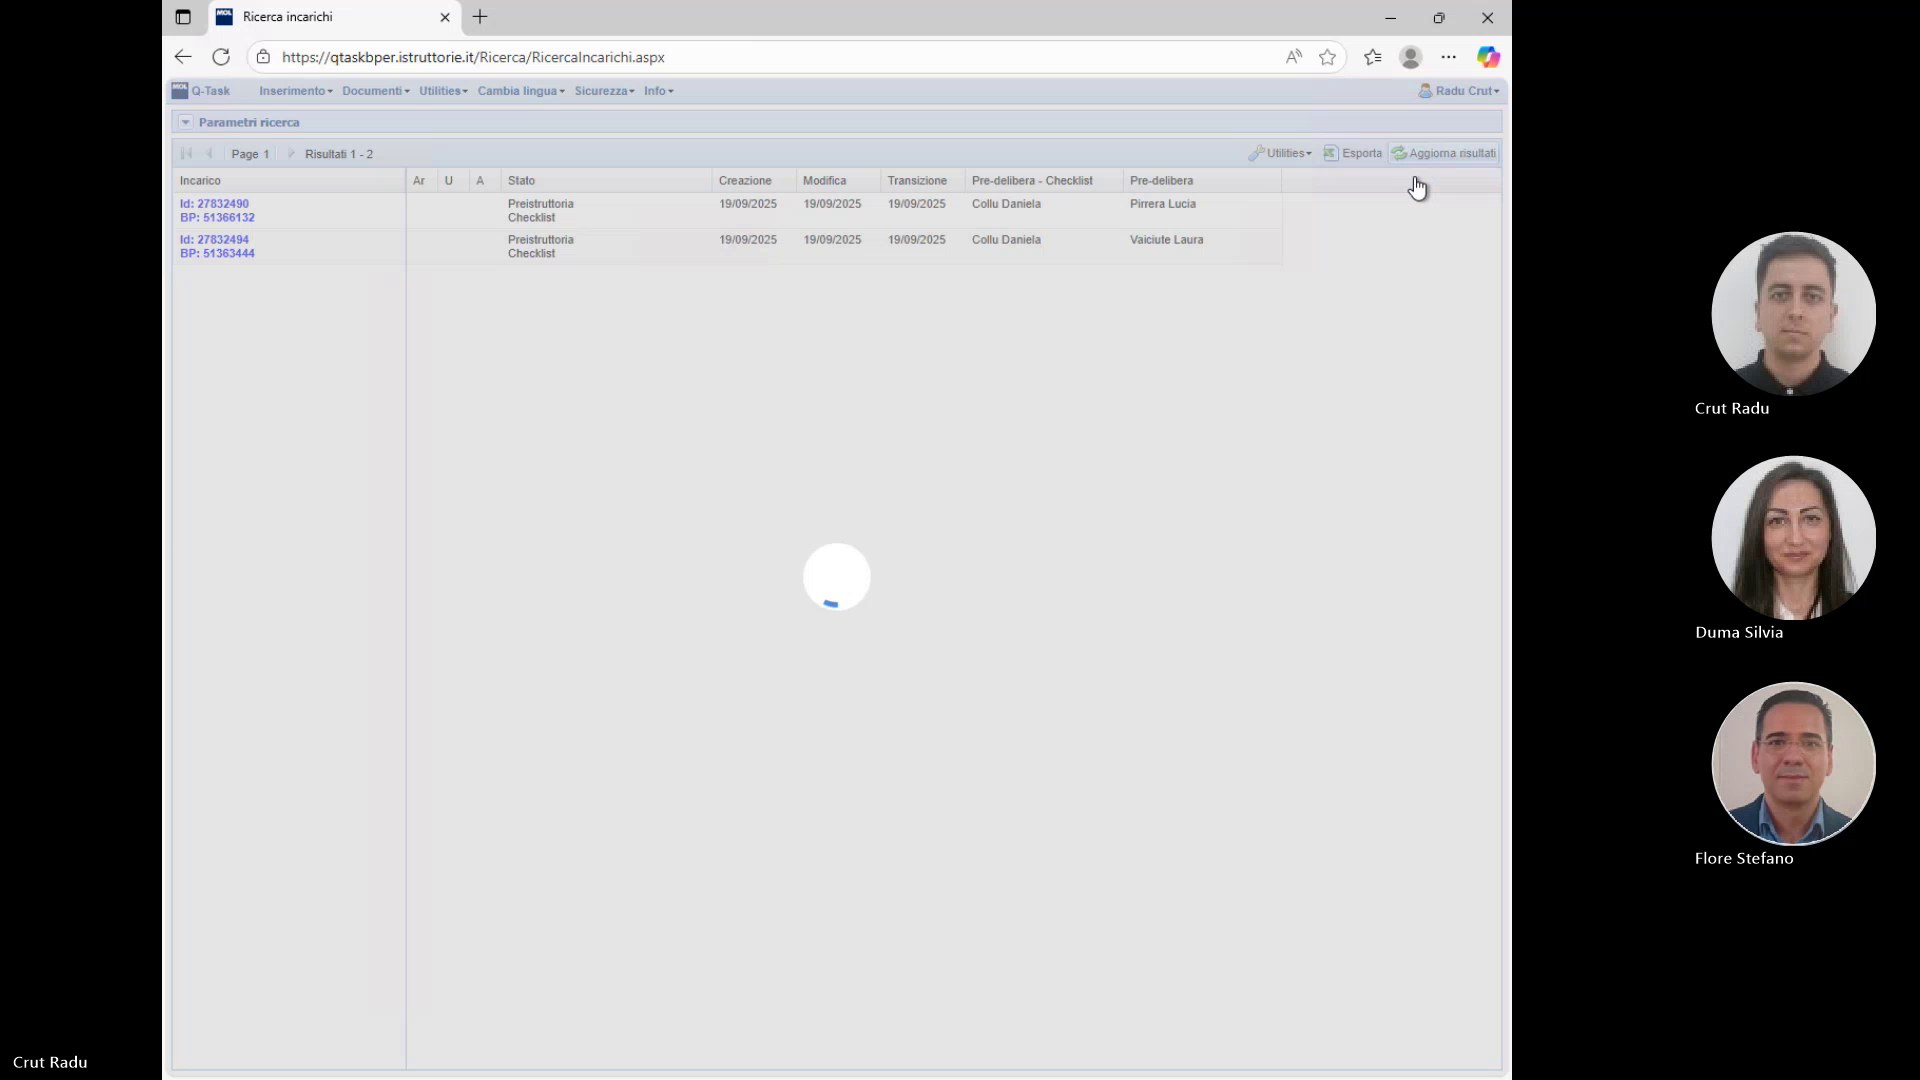 MOL Ricerca incarichi
https://qtaskbper.istruttorie.it/Ricerca/RicercaIncarichi.aspx
MOL Q-Task Inserimento Documenti Utilities Cambia lingua Sicurezza Info Radu Crut
Parametri ricerca
Page 1 Risultati 1 - 2 Utilities Esporta Aggiorna risultati
Incarico Ar U A Stato Creazione Modifica Transizione Pre-delibera - Checklist Pre-delibera
Id: 27832490 Preistruttoria 19/09/2025 19/09/2025 19/09/2025 Collu Daniela Pirrera Lucia
BP: 51366132 Checklist
Id: 27832494 Preistruttoria 19/09/2025 19/09/2025 19/09/2025 Collu Daniela Vaiciute Laura
BP: 51363444 Checklist
Crut Radu
Duma Silvia
Flore Stefano
Crut Radu